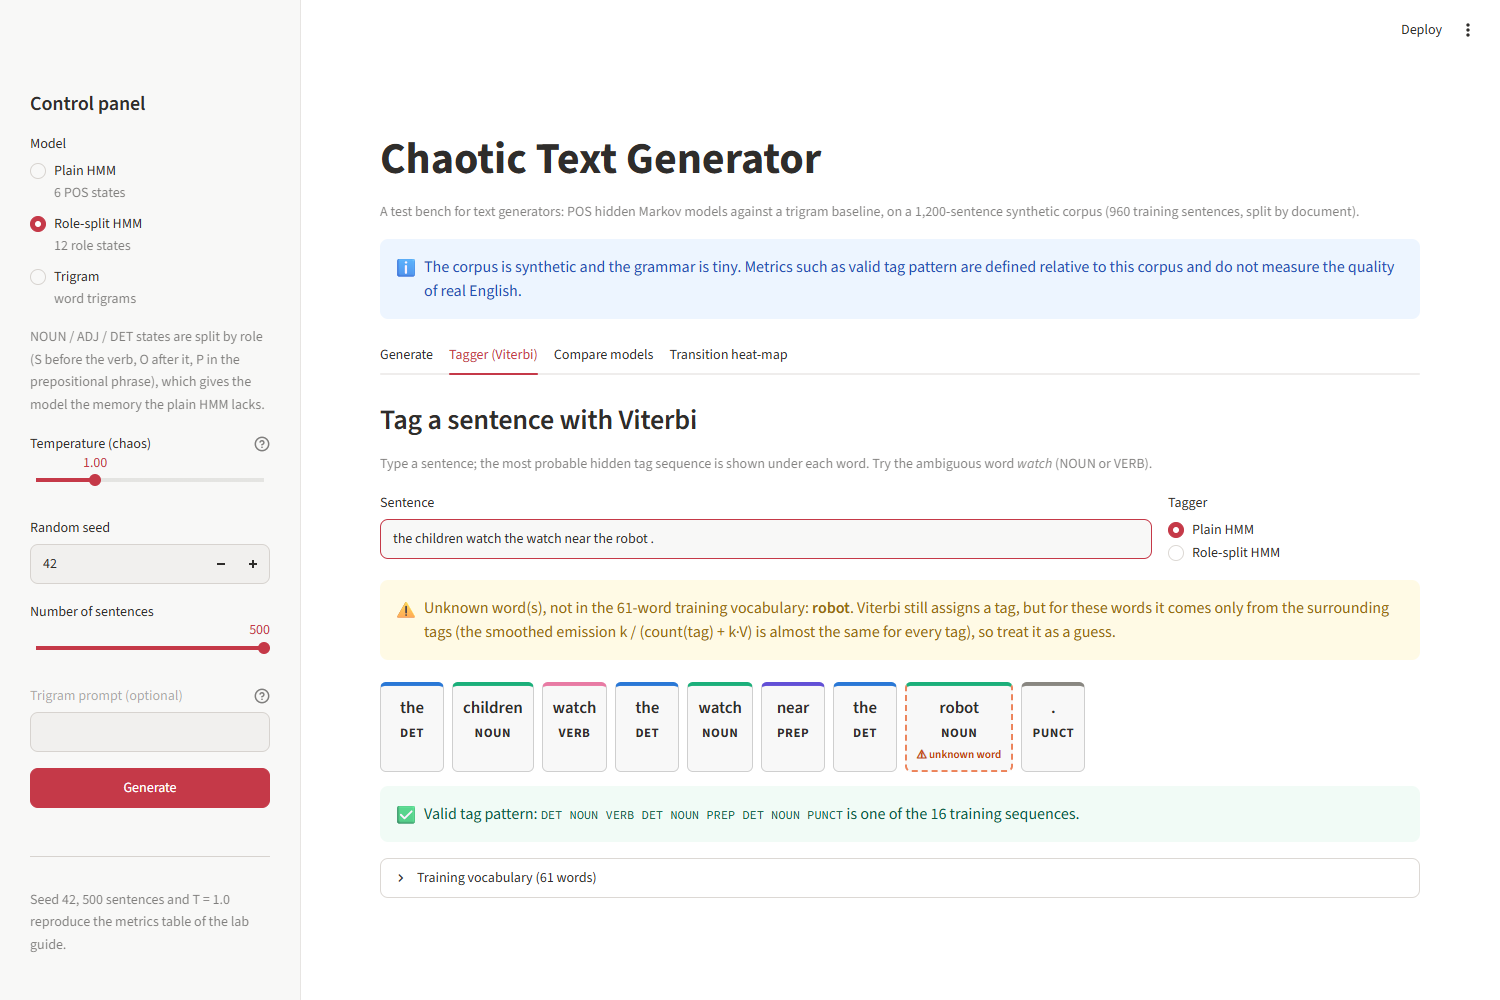 Deploy
Control panel
Model
Plain HMM
6 POS states
Role-split HMM
12 role states
Trigram
word trigrams
NOUN / ADJ / DET states are split by role
(S before the verb, O after it, P in the
prepositional phrase), which gives the
model the memory the plain HMM lacks.
Temperature (chaos)
1.00
Random seed
42
Number of sentences
500
Trigram prompt (optional)
Generate
Seed 42, 500 sentences and T = 1.0
reproduce the metrics table of the lab
guide.
Chaotic Text Generator
A test bench for text generators: POS hidden Markov models against a trigram baseline, on a 1,200-sentence synthetic corpus (960 training sentences, split by document).
The corpus is synthetic and the grammar is tiny. Metrics such as valid tag pattern are defined relative to this corpus and do not measure the quality
of real English.
Generate Tagger (Viterbi) Compare models Transition heat-map
Tag a sentence with Viterbi
Type a sentence; the most probable hidden tag sequence is shown under each word. Try the ambiguous word watch (NOUN or VERB).
Sentence
the children watch the watch near the robot .
Tagger
Plain HMM
Role-split HMM
Unknown word(s), not in the 61-word training vocabulary: robot. Viterbi still assigns a tag, but for these words it comes only from the surrounding
tags (the smoothed emission k / (count(tag) + k·V) is almost the same for every tag), so treat it as a guess.
the children watch the watch near the robot .
DET NOUN VERB DET NOUN PREP DET NOUN PUNCT
⚠ unknown word
Valid tag pattern: DET NOUN VERB DET NOUN PREP DET NOUN PUNCT is one of the 16 training sequences.
Training vocabulary (61 words)